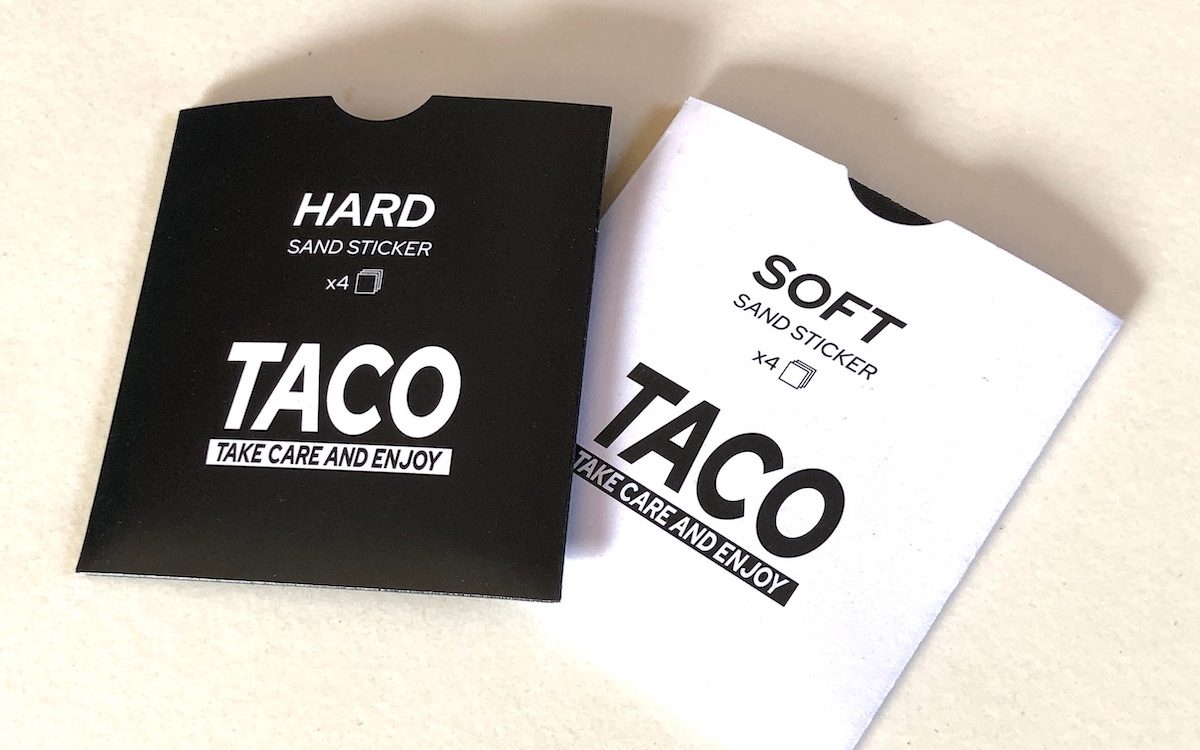 HARD
SAND STICKER
x4
TACO
TAKE CARE AND ENJOY
SOFT
SAND STICKER
x4
TACO
TAKE CARE AND ENJOY